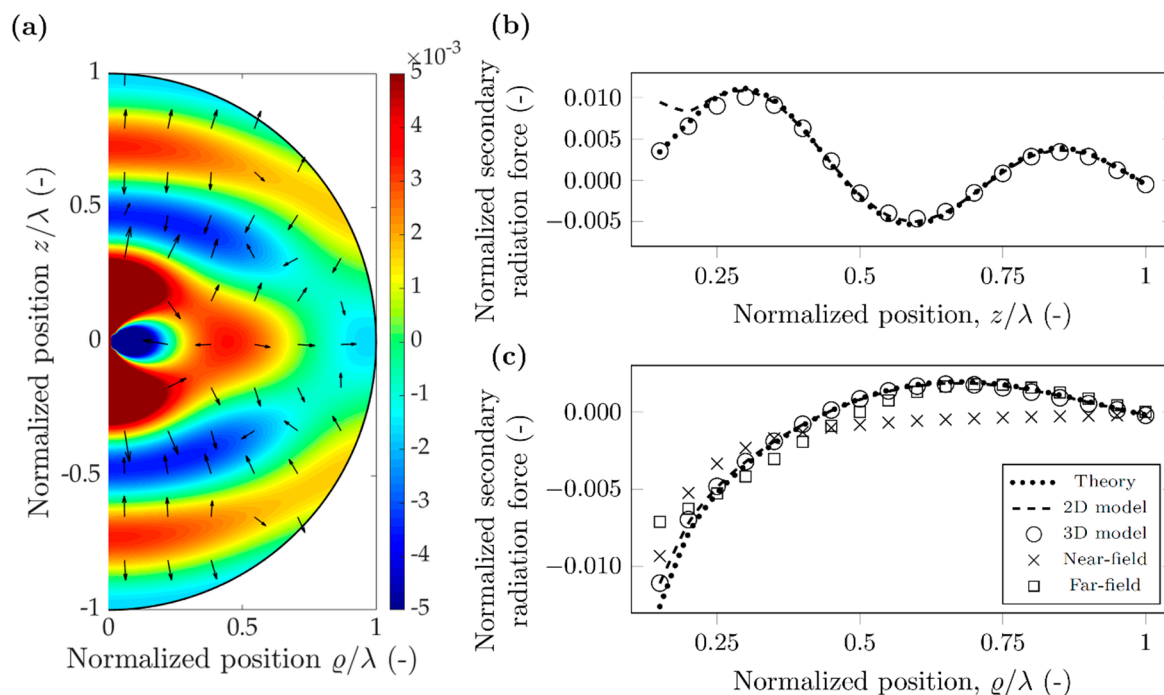 (a)
×10⁻³
1
0.5
0
-0.5
-1
Normalized position z/λ (-)
0
0.5
1
Normalized position ϱ/λ (-)
5
4
3
2
1
0
-1
-2
-3
-4
-5
(b)
Normalized secondary
radiation force (-)
0.010
0.005
0.000
−0.005
0.25
0.5
0.75
1
Normalized position, z/λ (-)
(c)
Normalized secondary
radiation force (-)
0.000
−0.005
−0.010
Theory
2D model
3D model
Near-field
Far-field
0.25
0.5
0.75
1
Normalized position, ϱ/λ (-)